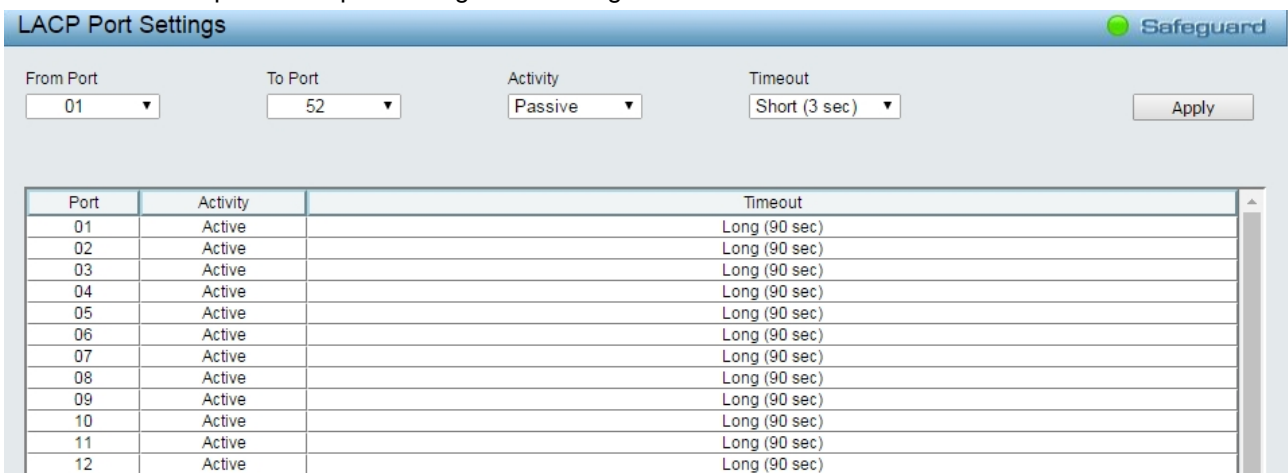 LACP Port Settings Safeguard
From Port To Port Activity Timeout
01 52 Passive Short (3 sec) Apply
Port Activity Timeout
01 Active Long (90 sec)
02 Active Long (90 sec)
03 Active Long (90 sec)
04 Active Long (90 sec)
05 Active Long (90 sec)
06 Active Long (90 sec)
07 Active Long (90 sec)
08 Active Long (90 sec)
09 Active Long (90 sec)
10 Active Long (90 sec)
11 Active Long (90 sec)
12 Active Long (90 sec)